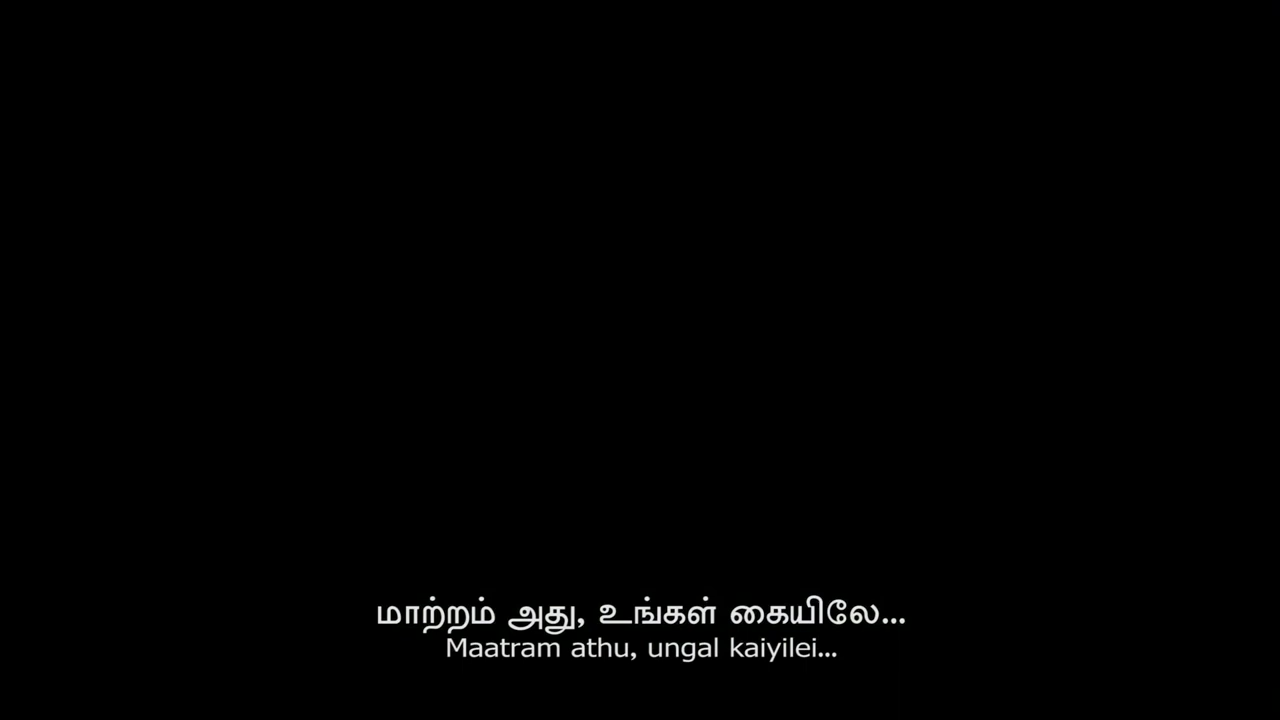 மாற்றம் அது, உங்கள் கையிலே...
Maatram athu, ungal kaiyilei...